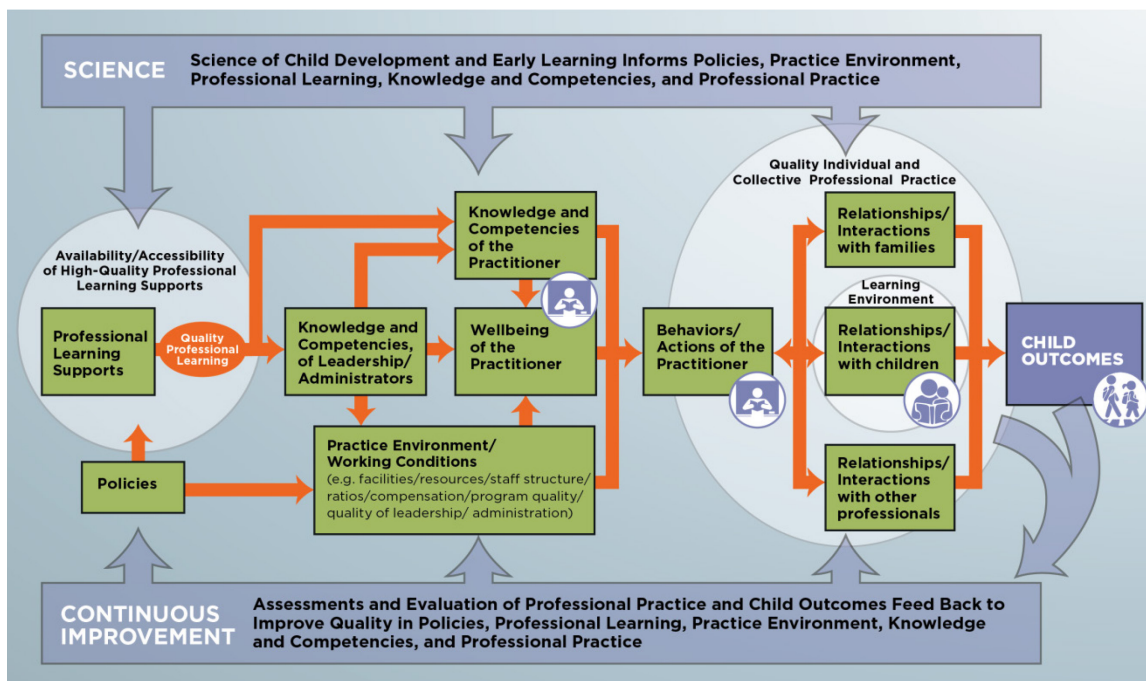 SCIENCE
Science of Child Development and Early Learning Informs Policies, Practice Environment,
Professional Learning, Knowledge and Competencies, and Professional Practice
Quality Individual and
Collective Professional Practice
Availability/Accessibility
of High-Quality Professional
Learning Supports
Professional
Learning
Supports
Quality
Professional
Learning
Policies
Knowledge and
Competencies,
of Leadership/
Administrators
Knowledge and
Competencies
of the
Practitioner
Wellbeing
of the
Practitioner
Practice Environment/
Working Conditions
(e.g. facilities/resources/staff structure/
ratios/compensation/program quality/
quality of leadership/ administration)
Behaviors/
Actions of the
Practitioner
Relationships/
Interactions
with families
Learning
Environment
Relationships/
Interactions
with children
Relationships/
Interactions
with other
professionals
CHILD
OUTCOMES
CONTINUOUS
IMPROVEMENT
Assessments and Evaluation of Professional Practice and Child Outcomes Feed Back to
Improve Quality in Policies, Professional Learning, Practice Environment, Knowledge
and Competencies, and Professional Practice